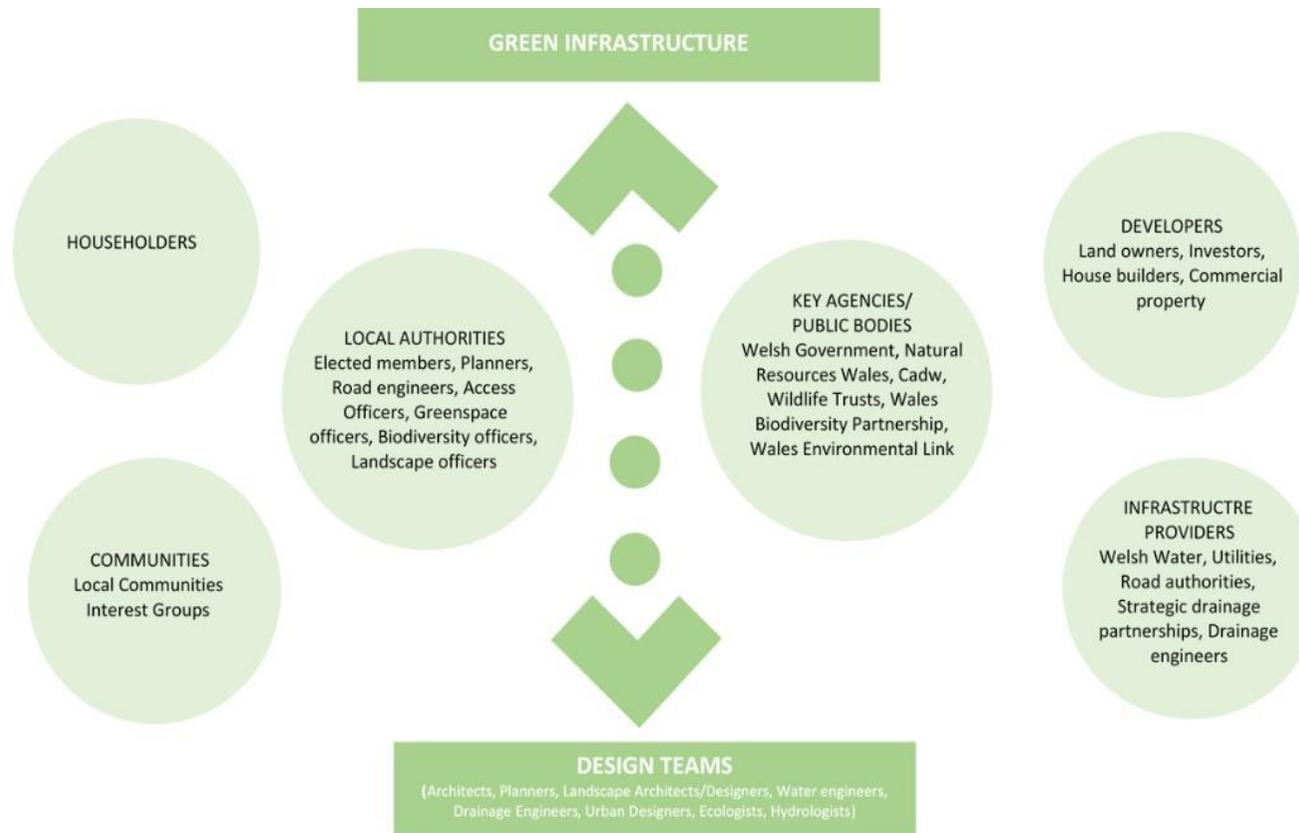 GREEN INFRASTRUCTURE
HOUSEHOLDERS
LOCAL AUTHORITIES
Elected members, Planners,
Road engineers, Access
Officers, Greenspace
officers, Biodiversity officers,
Landscape officers
COMMUNITIES
Local Communities
Interest Groups
KEY AGENCIES/
PUBLIC BODIES
Welsh Government, Natural
Resources Wales, Cadw,
Wildlife Trusts, Wales
Biodiversity Partnership,
Wales Environmental Link
DEVELOPERS
Land owners, Investors,
House builders, Commercial
property
INFRASTRUCTRE
PROVIDERS
Welsh Water, Utilities,
Road authorities,
Strategic drainage
partnerships, Drainage
engineers
DESIGN TEAMS
(Architects, Planners, Landscape Architects/Designers, Water engineers,
Drainage Engineers, Urban Designers, Ecologists, Hydrologists)